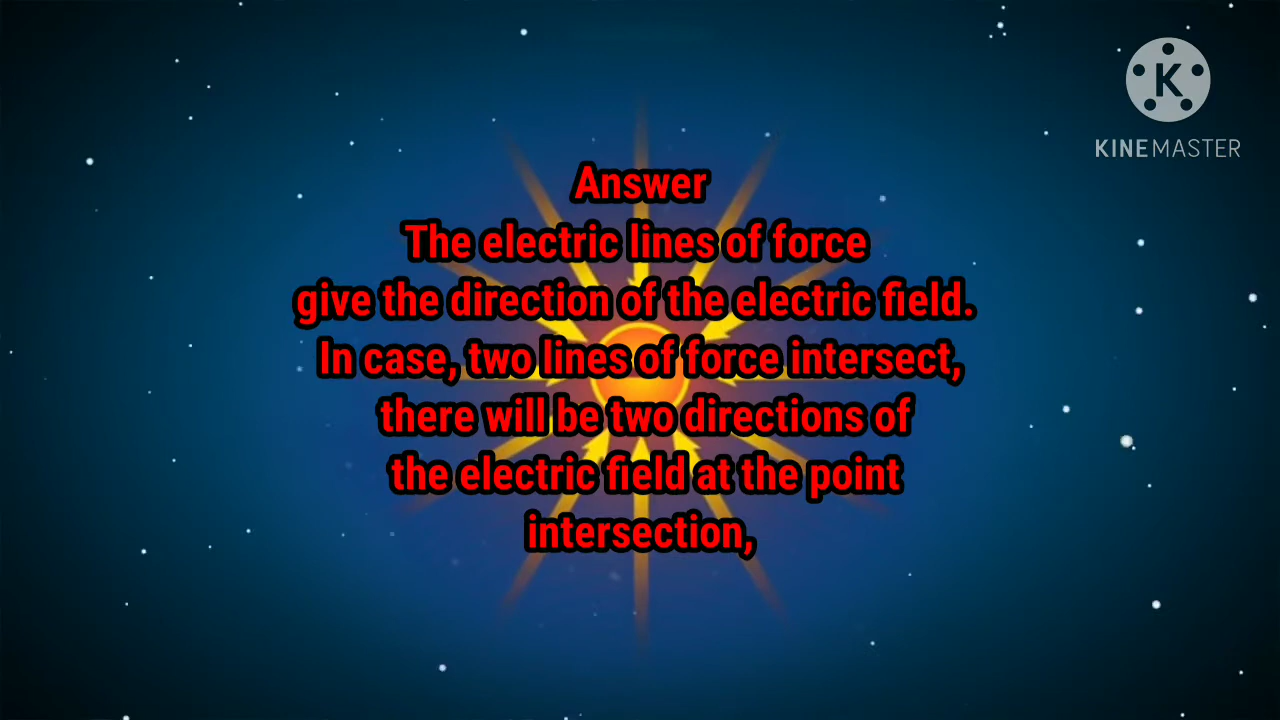 K
KINEMASTER
Answer
The electric lines of force
give the direction of the electric field.
In case, two lines of force intersect,
there will be two directions of
the electric field at the point
intersection,